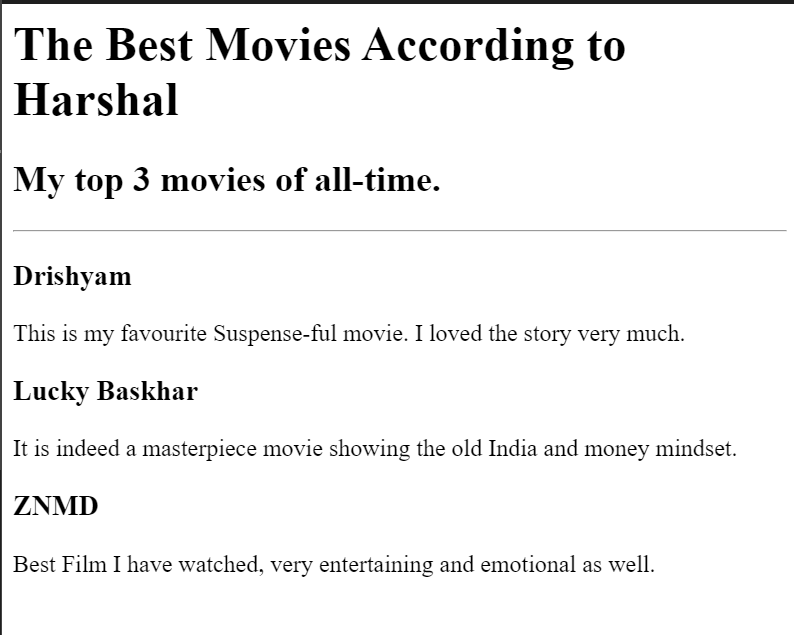 The Best Movies According to
Harshal
My top 3 movies of all-time.
Drishyam
This is my favourite Suspense-ful movie. I loved the story very much.
Lucky Baskhar
It is indeed a masterpiece movie showing the old India and money mindset.
ZNMD
Best Film I have watched, very entertaining and emotional as well.